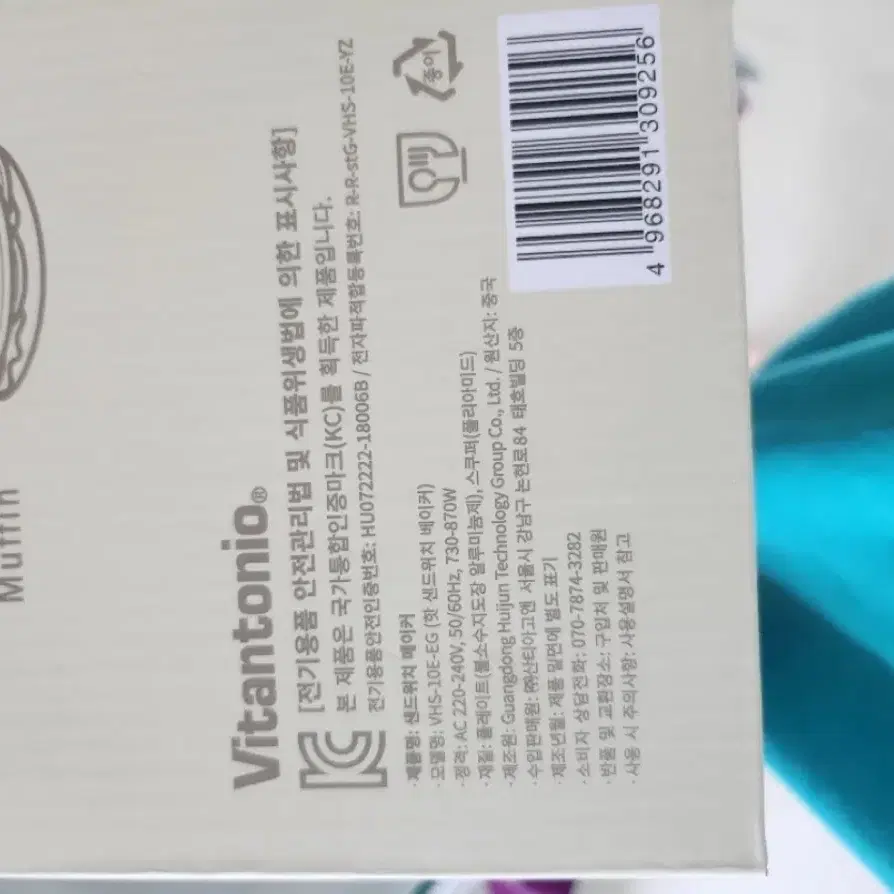 Muffin
Vitantonio®
[전기용품 안전관리법 및 식품위생법에 의한 표시사항]
본 제품은 국가통합인증마크(KC)를 획득한 제품입니다.
전기용품안전인증번호: HU072222-18006B / 전자파적합등록번호: R-R-stG-VHS-10E-YZ
· 제품명: 샌드위치 메이커
· 모델명: VHS-10E-EG (핫 샌드위치 메이커)
· 정격: AC 220-240V, 50/60Hz, 730-870W
· 재질: 플레이트(불소수지도장 알루미늄제), 스쿠퍼(폴리아미드)
· 제조원: Guangdong Huijun Technology Group Co., Ltd. / 원산지: 중국
· 수입판매원: ㈜산티아고엔 서울시 강남구 논현로84 태호빌딩 5층
· 제조년월: 제품 일면에 별도 표기
· 소비자 상담전화: 070-7874-3282
· 반품 및 교환장소: 구입처 및 판매원
· 사용 시 주의사항: 사용설명서 참고
종이
4 968291 309256